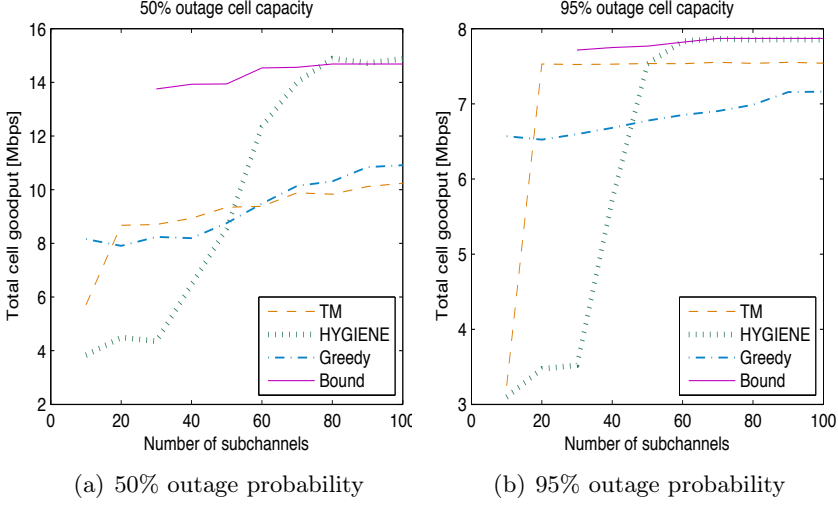 50% outage cell capacity
Total cell goodput [Mbps]
16
14
12
10
8
6
4
2
0 20 40 60 80 100
Number of subchannels
TM
HYGIENE
Greedy
Bound
(a) 50% outage probability
95% outage cell capacity
Total cell goodput [Mbps]
8
7
6
5
4
3
0 20 40 60 80 100
Number of subchannels
TM
HYGIENE
Greedy
Bound
(b) 95% outage probability